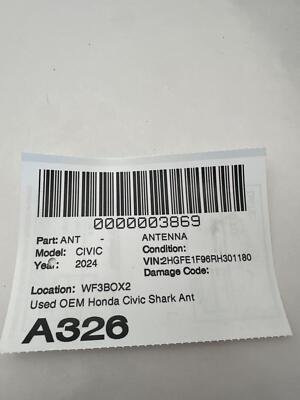 0000003869
Part: ANT - ANTENNA
Model: CIVIC Condition:
Year: 2024 VIN:2HGFE1F96RH301180
Damage Code:
Location: WF3BOX2
Used OEM Honda Civic Shark Ant
A326